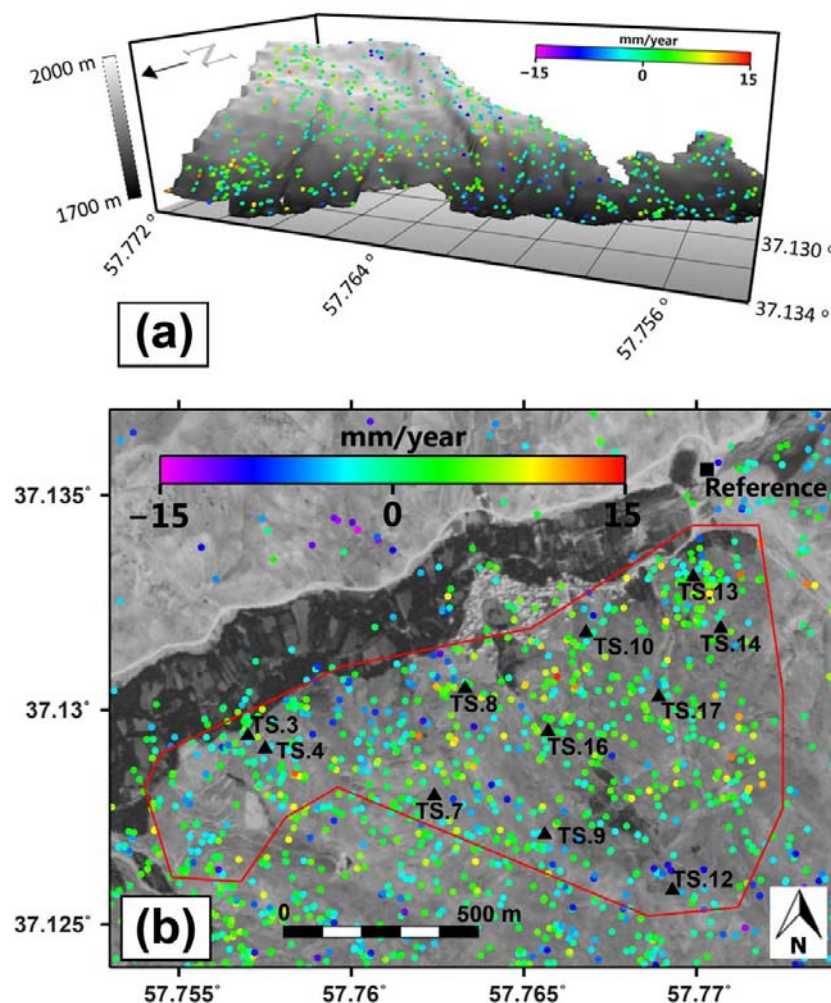 mm/year
−15 0 15
N
2000 m
1700 m
57.772 º
57.764 º
57.756 º
37.130 º
37.134 º
(a)
mm/year
−15 0 15
37.135˚
37.13˚
37.125˚
Reference
TS.13
TS.14
TS.10
TS.17
TS.8
TS.3
TS.4
TS.16
TS.7
TS.9
TS.12
(b)
0 500 m
N
57.755˚ 57.76˚ 57.765˚ 57.77˚